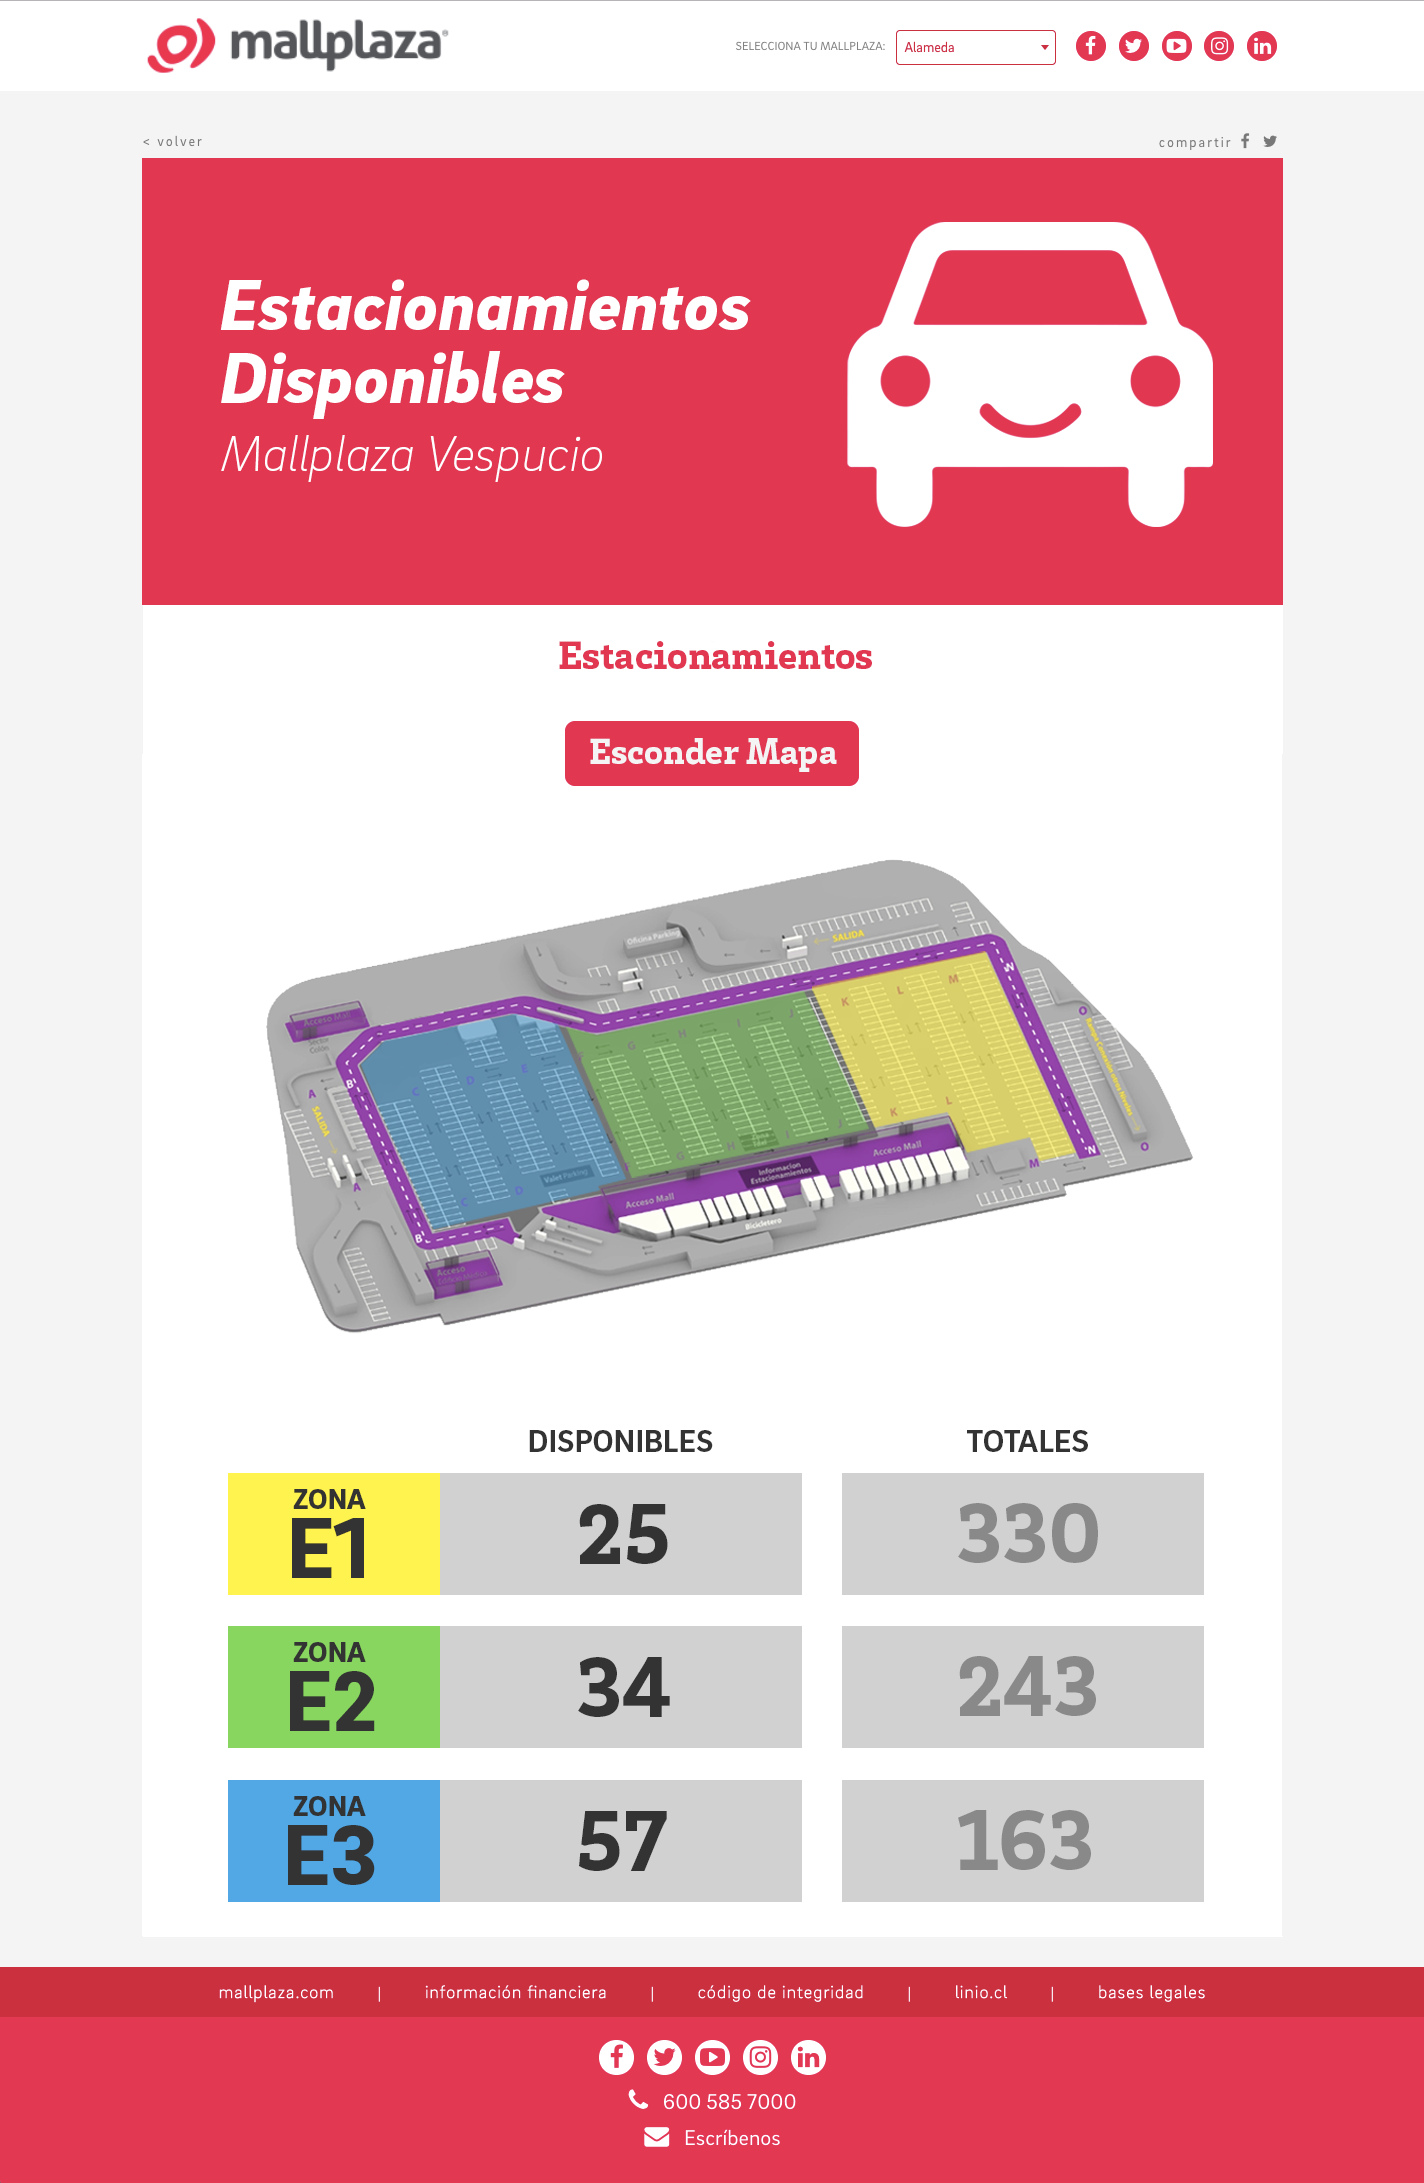 mallplaza
SELECCIONA TU MALLPLAZA:
Alameda
< volver
compartir
Estacionamientos
Disponibles
Mallplaza Vespucio
Estacionamientos
Esconder Mapa
Oficina Parking
SALIDA
Acceso Mall
A
B
C
D
E
F
G
H
I
J
K
L
M
N
O
SALIDA
A
B
C
D
Valet Parking
G
H
I
J
K
L
M
N
O
Acceso Mall
Informacion
Estacionamientos
Acceso Mall
Bicicletero
Acceso
DISPONIBLES
TOTALES
ZONA
E1
25
330
ZONA
E2
34
243
ZONA
E3
57
163
mallplaza.com | información financiera | código de integridad | linio.cl | bases legales
600 585 7000
Escríbenos